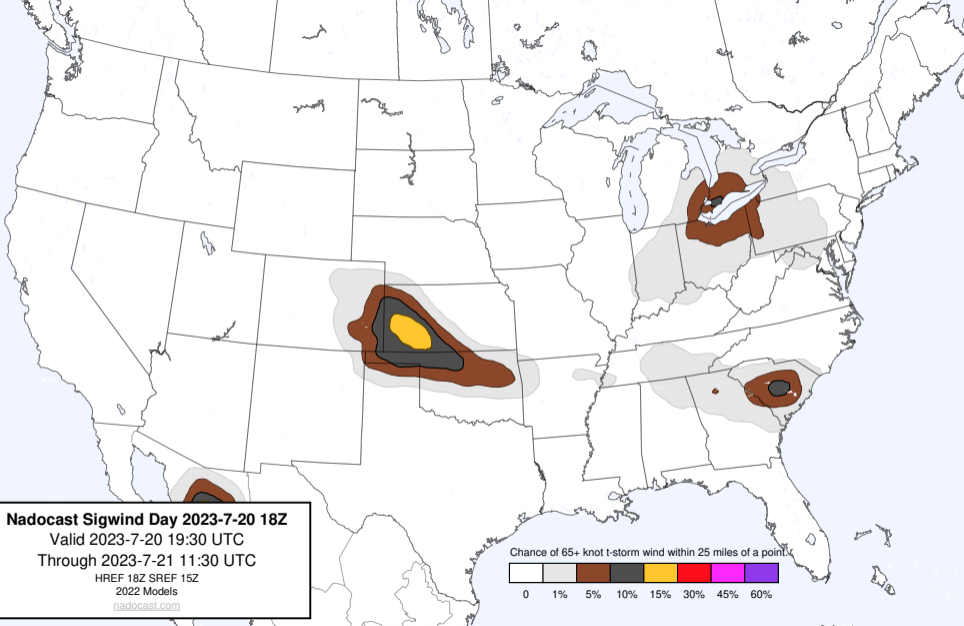 Nadocast Sigwind Day 2023-7-20 18Z
Valid 2023-7-20 19:30 UTC
Through 2023-7-21 11:30 UTC
HREF 18Z SREF 15Z
2022 Models
nadocast.com
Chance of 65+ knot t-storm wind within 25 miles of a point.
0 1% 5% 10% 15% 30% 45% 60%